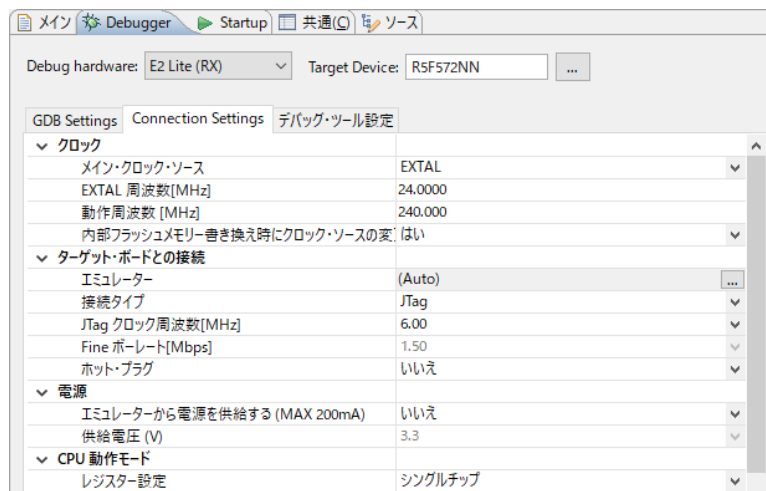 メイン Debugger Startup 共通(C) ソース
Debug hardware: E2 Lite (RX) Target Device: R5F572NN ...
GDB Settings Connection Settings デバッグ・ツール設定
クロック
メイン・クロック・ソース EXTAL
EXTAL 周波数[MHz] 24.0000
動作周波数 [MHz] 240.000
内部フラッシュメモリー書き換え時にクロック・ソースの変 はい
ターゲット・ボードとの接続
エミュレーター (Auto) ...
接続タイプ JTag
JTag クロック周波数[MHz] 6.00
Fine ボーレート[Mbps] 1.50
ホット・プラグ いいえ
電源
エミュレーターから電源を供給する (MAX 200mA) いいえ
供給電圧 (V) 3.3
CPU 動作モード
レジスター設定 シングルチップ